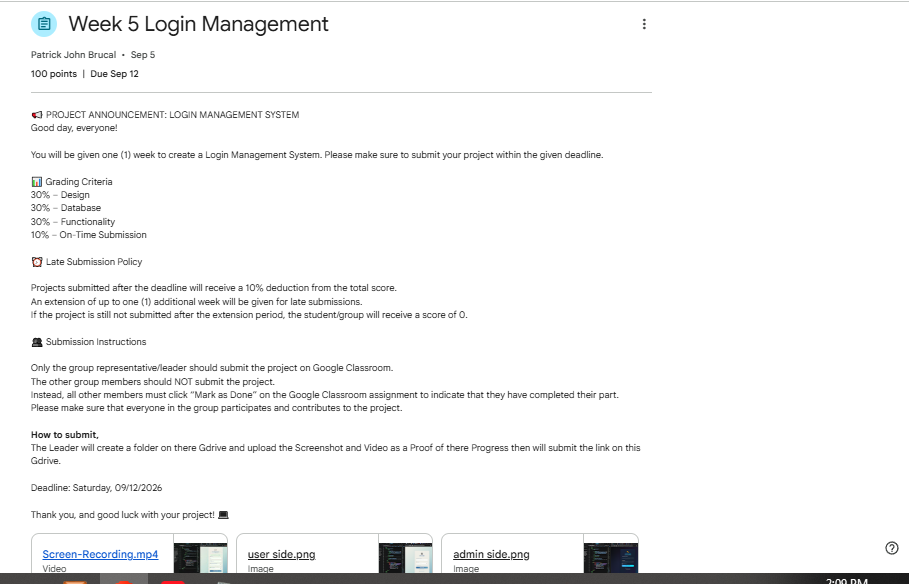 Week 5 Login Management
Patrick John Brucal • Sep 5
100 points | Due Sep 12
📢 PROJECT ANNOUNCEMENT: LOGIN MANAGEMENT SYSTEM
Good day, everyone!
You will be given one (1) week to create a Login Management System. Please make sure to submit your project within the given deadline.
📊 Grading Criteria
30% – Design
30% – Database
30% – Functionality
10% – On-Time Submission
⏰ Late Submission Policy
Projects submitted after the deadline will receive a 10% deduction from the total score.
An extension of up to one (1) additional week will be given for late submissions.
If the project is still not submitted after the extension period, the student/group will receive a score of 0.
👥 Submission Instructions
Only the group representative/leader should submit the project on Google Classroom.
The other group members should NOT submit the project.
Instead, all other members must click "Mark as Done" on the Google Classroom assignment to indicate that they have completed their part.
Please make sure that everyone in the group participates and contributes to the project.
How to submit,
The Leader will create a folder on there Gdrive and upload the Screenshot and Video as a Proof of there Progress then will submit the link on this
Gdrive.
Deadline: Saturday, 09/12/2026
Thank you, and good luck with your project! 💻
Screen-Recording.mp4
Video
user side.png
Image
admin side.png
Image
2:09 PM